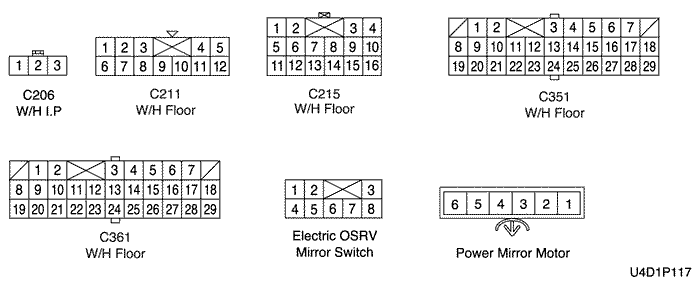 1 2 3
C206
W/H I.P
1 2 3 4 5
6 7 8 9 10 11 12
C211
W/H Floor
1 2 3 4
5 6 7 8 9 10
11 12 13 14 15 16
C215
W/H Floor
1 2 3 4 5 6 7
8 9 10 11 12 13 14 15 16 17 18
19 20 21 22 23 24 25 26 27 28 29
C351
W/H Floor
1 2 3 4 5 6 7
8 9 10 11 12 13 14 15 16 17 18
19 20 21 22 23 24 25 26 27 28 29
C361
W/H Floor
1 2 3
4 5 6 7 8
Electric OSRV
Mirror Switch
6 5 4 3 2 1
Power Mirror Motor
U4D1P117